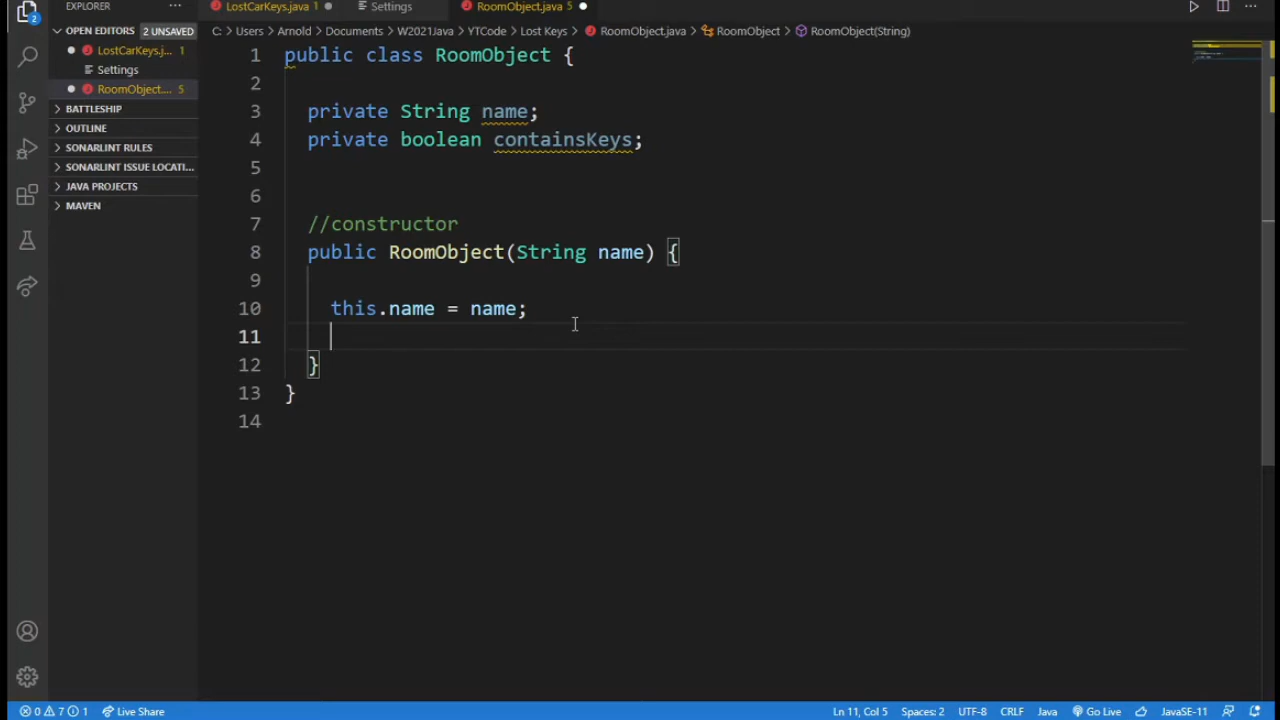 EXPLORER ··· LostCarKeys.java 1 Settings RoomObject.java 5
OPEN EDITORS 2 UNSAVED
C: > Users > Arnold > Documents > W2021Java > YTCode > Lost Keys > RoomObject.java > RoomObject > RoomObject(String)
LostCarKeys.j... 1
Settings
RoomObject.... 5
BATTLESHIP
OUTLINE
SONARLINT RULES
SONARLINT ISSUE LOCATI...
JAVA PROJECTS
MAVEN
2
1 public class RoomObject {
2
3 private String name;
4 private boolean containsKeys;
5
6
7 //constructor
8 public RoomObject(String name) {
9
10 this.name = name;
11
12 }
13 }
14
0 7 1 Live Share Ln 11, Col 5 Spaces: 2 UTF-8 CRLF Java Go Live JavaSE-11